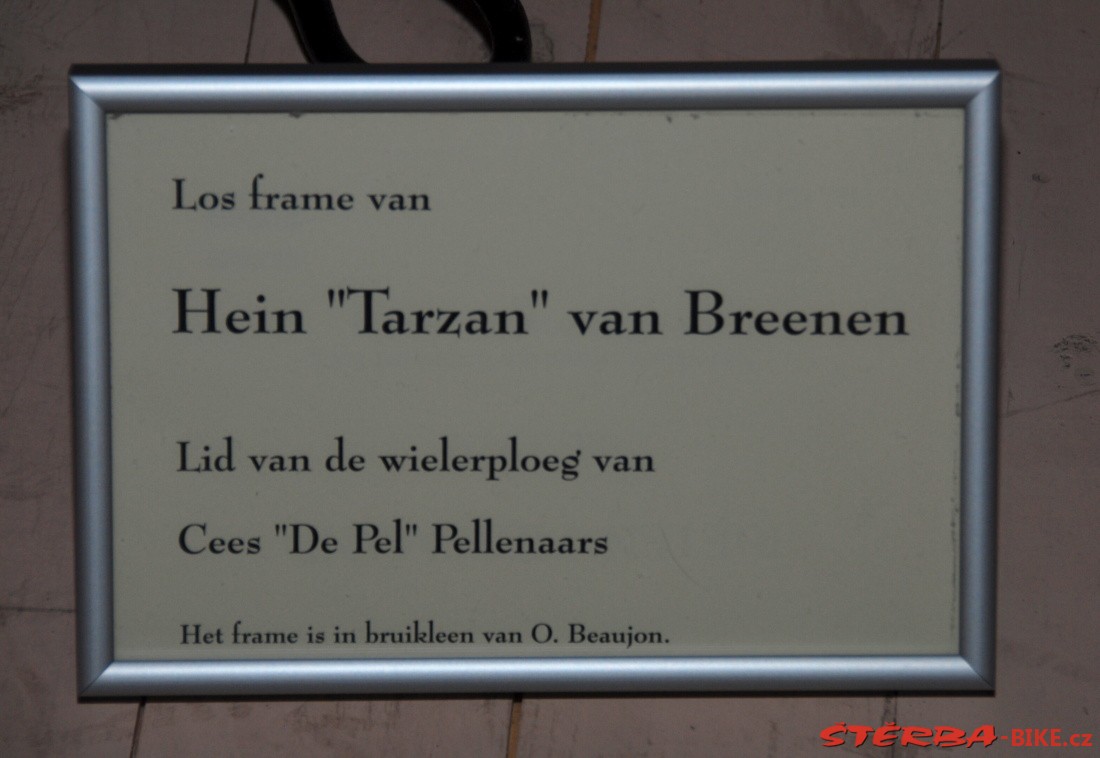 Los frame van
Hein "Tarzan" van Breenen
Lid van de wielerploeg van
Cees "De Pel" Pellenaars
Het frame is in bruikleen van O. Beaujon.
ŠTĚRBA-BIKE.cz